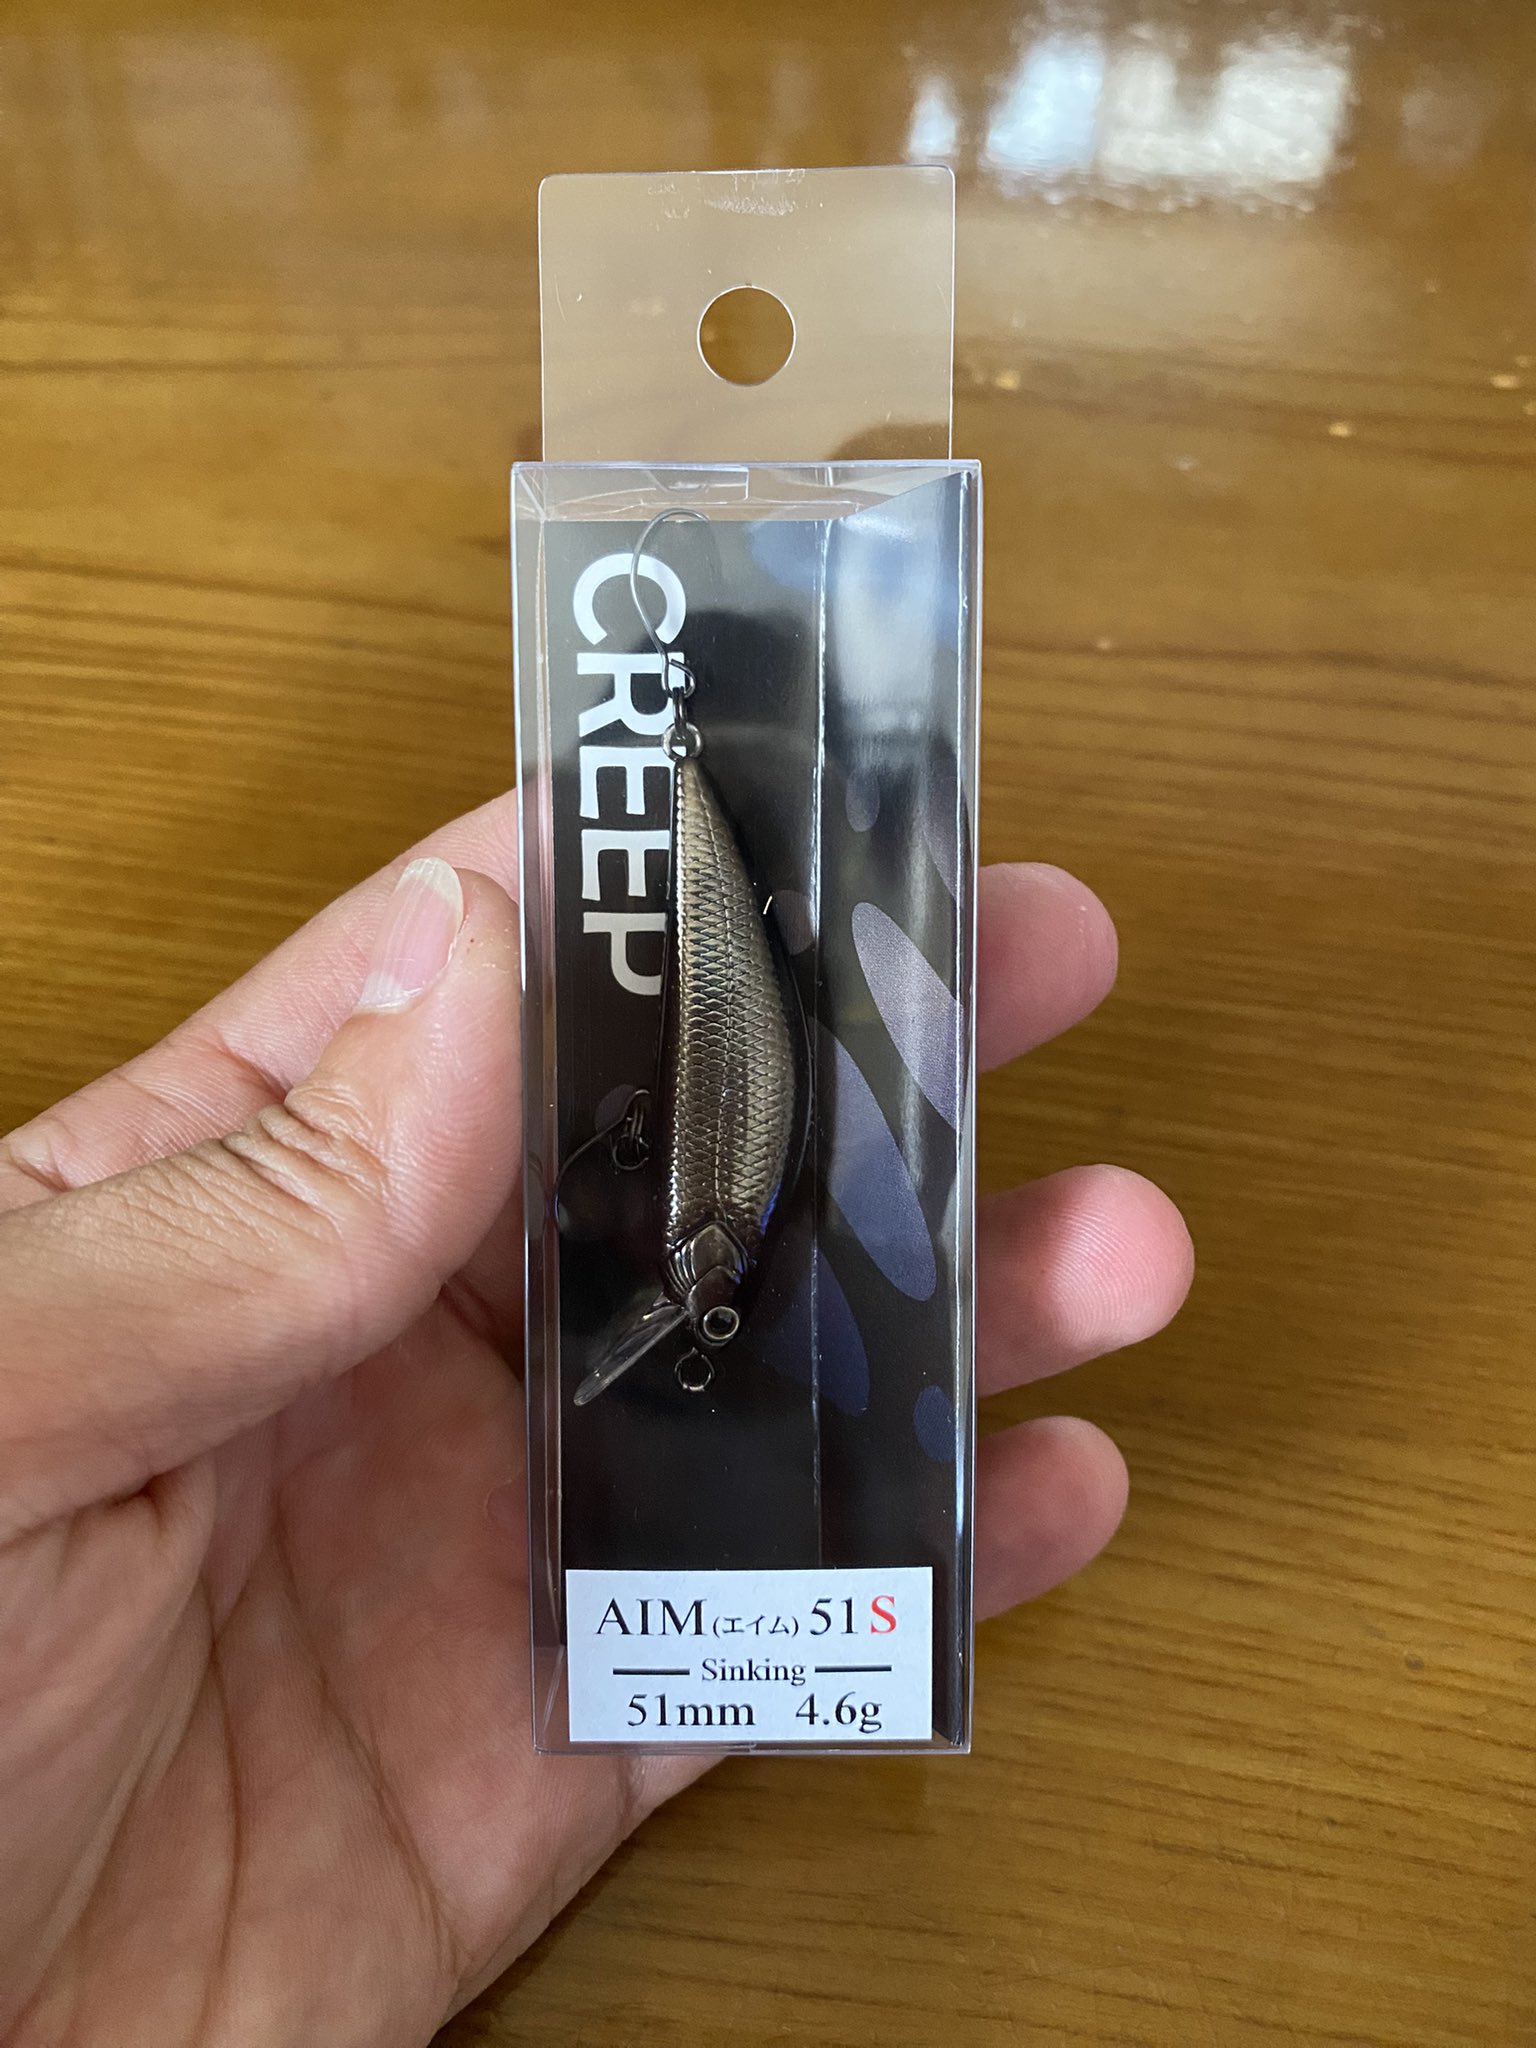 CREEP
AIM(エイム) 51S
Sinking
51mm 4.6g